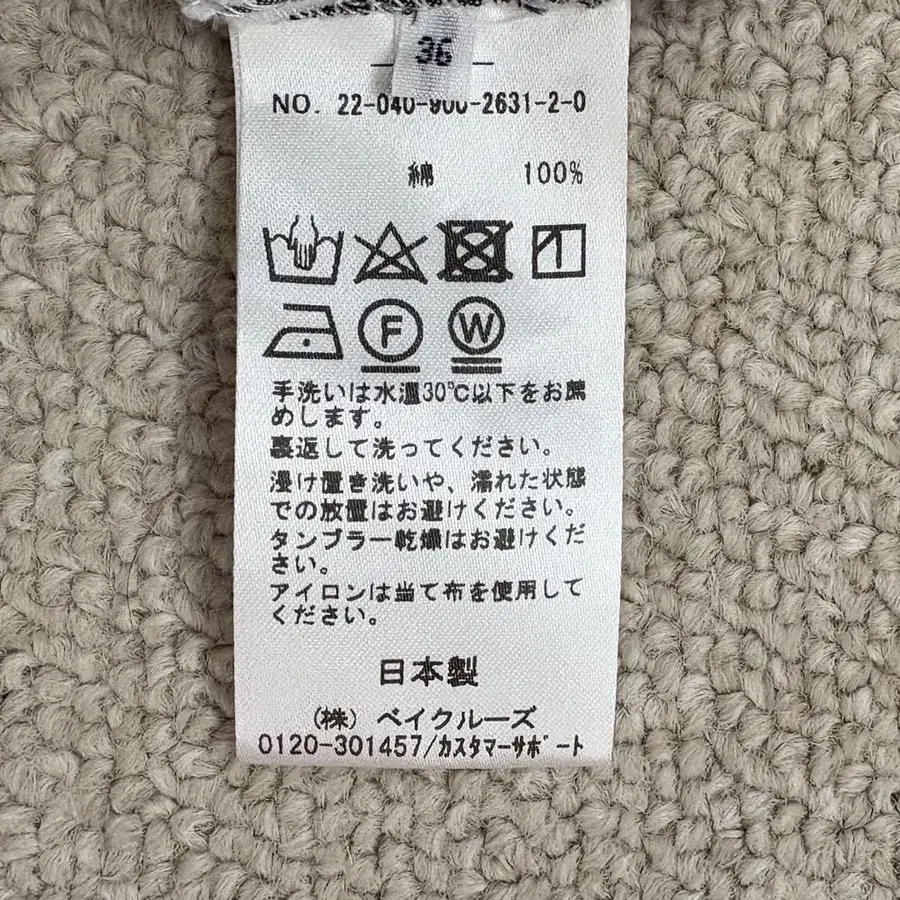 36
NO. 22-040-900-2631-2-0
綿 100%
F W
手洗いは水温30℃以下をお薦
めします。
裏返して洗ってください。
浸け置き洗いや、濡れた状態
での放置はお避けください。
タンブラー乾燥はお避けくだ
さい。
アイロンは当て布を使用して
ください。
日本製
(株) ベイクルーズ
0120-301457/カスタマーサポート